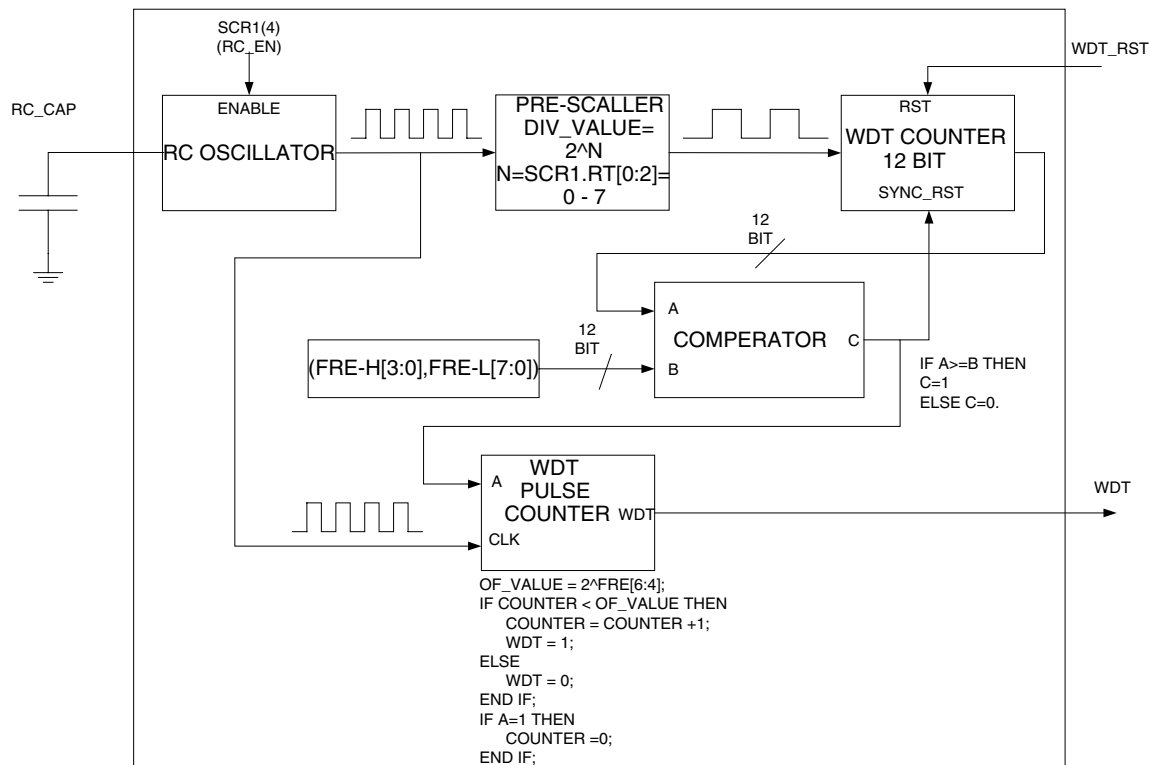 SCR1(4)
(RC_EN)
WDT_RST
RC_CAP
ENABLE
RC OSCILLATOR
PRE-SCALLER
DIV_VALUE=
2^N
N=SCR1.RT[0:2]=
0 - 7
RST
WDT COUNTER
12 BIT
SYNC_RST
12
BIT
A
COMPERATOR
C
B
12
BIT
(FRE-H[3:0],FRE-L[7:0])
IF A>=B THEN
C=1
ELSE C=0.
WDT
PULSE
COUNTER
A
WDT
CLK
WDT
OF_VALUE = 2^FRE[6:4];
IF COUNTER < OF_VALUE THEN
COUNTER = COUNTER +1;
WDT = 1;
ELSE
WDT = 0;
END IF;
IF A=1 THEN
COUNTER =0;
END IF;